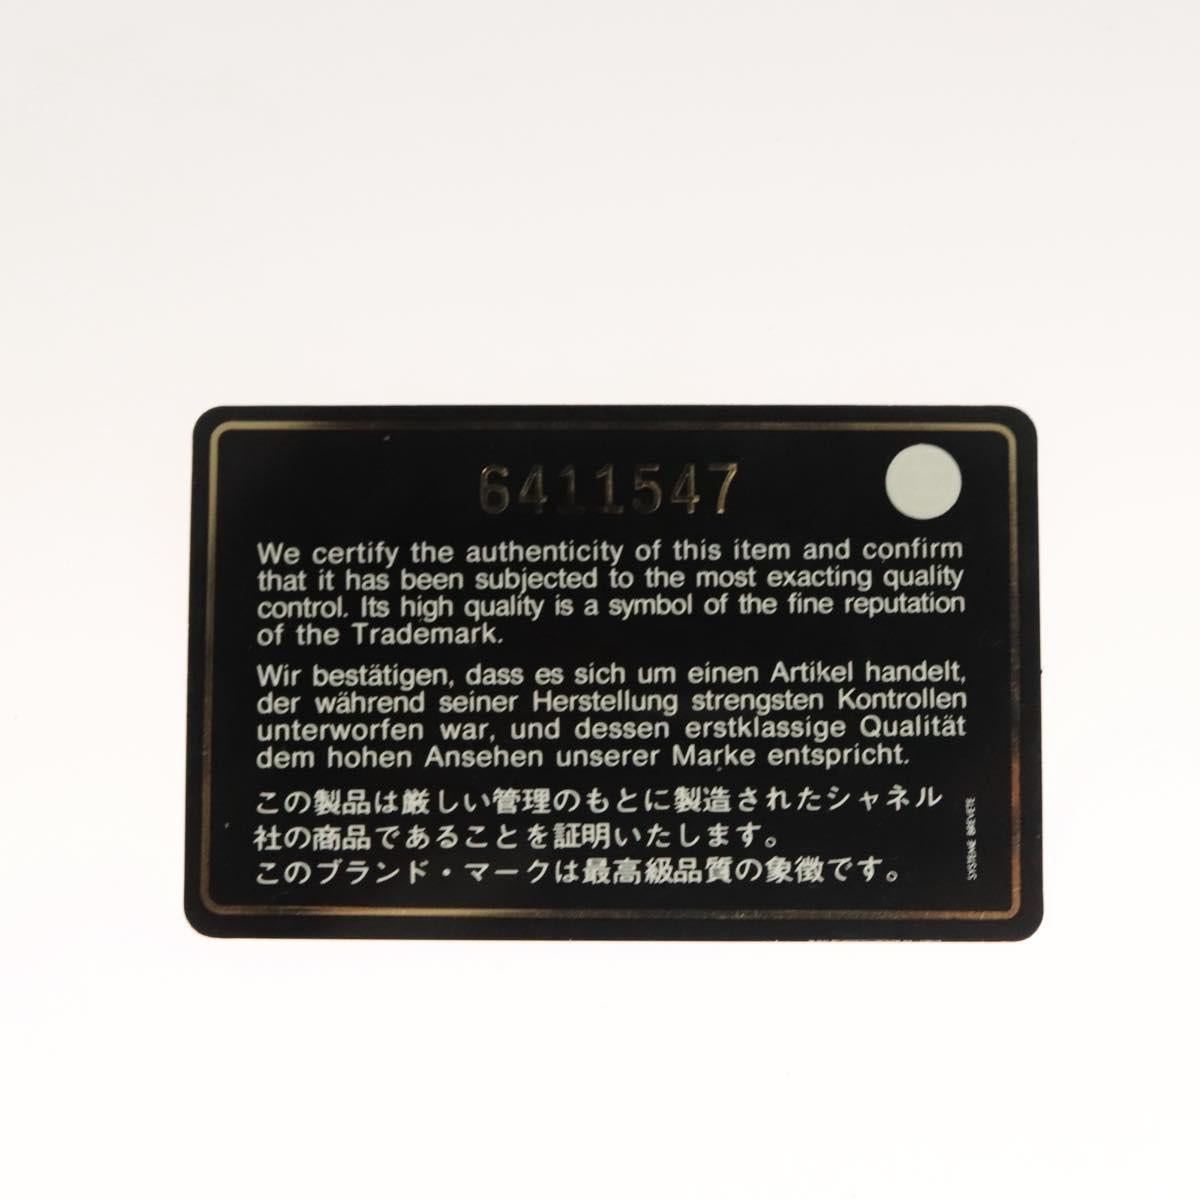 6411547
We certify the authenticity of this item and confirm
that it has been subjected to the most exacting quality
control. Its high quality is a symbol of the fine reputation
of the Trademark.
Wir bestätigen, dass es sich um einen Artikel handelt,
der während seiner Herstellung strengsten Kontrollen
unterworfen war, und dessen erstklassige Qualität
dem hohen Ansehen unserer Marke entspricht.
この製品は厳しい管理のもとに製造されたシャネル
社の商品であることを証明いたします。
このブランド・マークは最高級品質の象徴です。
SYSTEME BREVETE